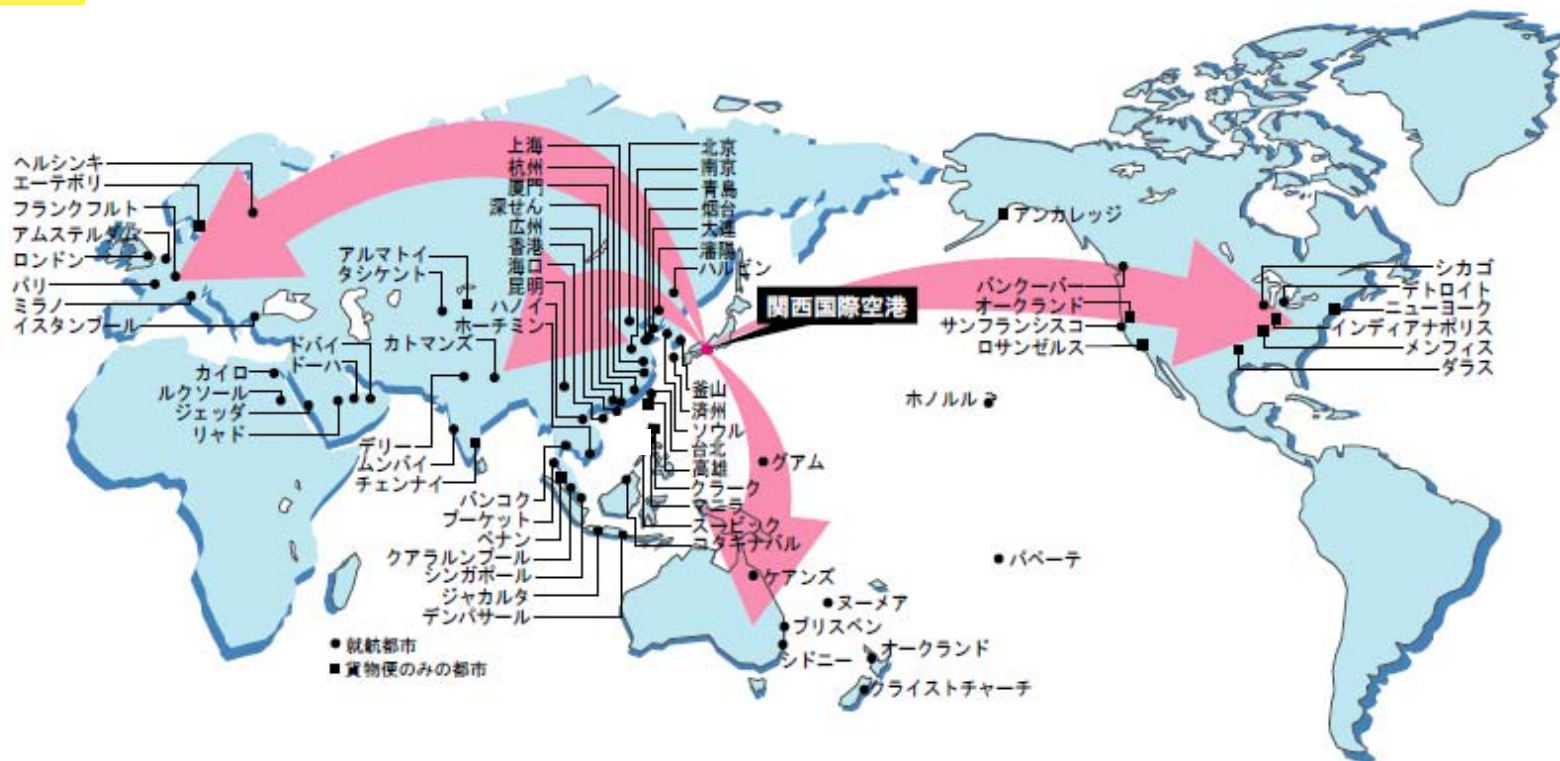 ヘルシンキ
エーテボリ
フランクフルト
アムステルダム
ロンドン
パリ
ミラノ
イスタンブール
カイロ
ルクソール
ジェッダ
リヤド
ドバイ
ドーハ
アルマトイ
タシケント
カトマンズ
デリー
ムンバイ
チェンナイ
上海
杭州
厦門
深せん
広州
香港
海口
昆明
ハノイ
ホーチミン
北京
南京
青島
烟台
大連
瀋陽
ハルビン
関西国際空港
釜山
済州
ソウル
台北
高雄
クラーク
マニラ
スービック
コタキナバル
バンコク
プーケット
ペナン
クアラルンプール
シンガポール
ジャカルタ
デンパサール
グアム
ケアンズ
ヌーメア
ブリスベン
シドニー
オークランド
クライストチャーチ
パペーテ
ホノルル
アンカレッジ
バンクーバー
オークランド
サンフランシスコ
ロサンゼルス
シカゴ
デトロイト
ニューヨーク
インディアナポリス
メンフィス
ダラス
●就航都市
■貨物便のみの都市